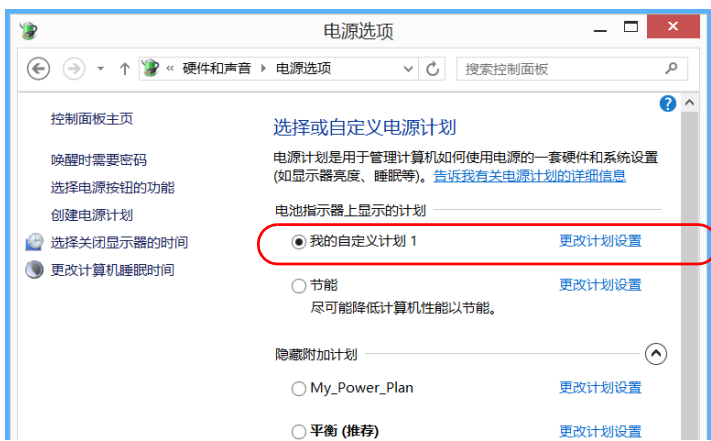 电源选项
« 硬件和声音 ▸ 电源选项 搜索控制面板
控制面板主页
唤醒时需要密码
选择电源按钮的功能
创建电源计划
选择关闭显示器的时间
更改计算机睡眠时间
选择或自定义电源计划
电源计划是用于管理计算机如何使用电源的一套硬件和系统设置
(如显示器亮度、睡眠等)。告诉我有关电源计划的详细信息
电池指示器上显示的计划
我的自定义计划 1 更改计划设置
节能 更改计划设置
尽可能降低计算机性能以节能。
隐藏附加计划
My_Power_Plan 更改计划设置
平衡 (推荐) 更改计划设置